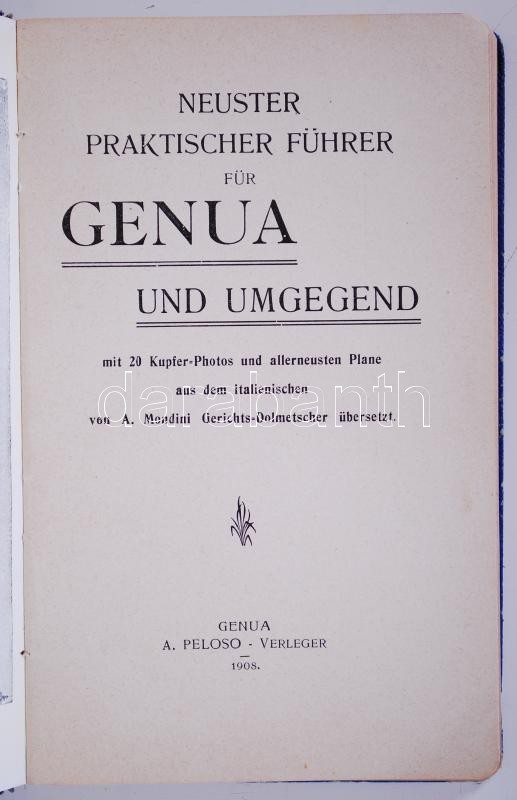 NEUSTER
PRAKTISCHER FÜHRER
FÜR
GENUA
UND UMGEGEND
mit 20 Kupfer-Photos und allerneusten Plane
aus dem italienischen
von A. Mondini Gerichts-Dolmetscher übersetzt.
darabanth
GENUA
A. PELOSO - VERLEGER
1908.